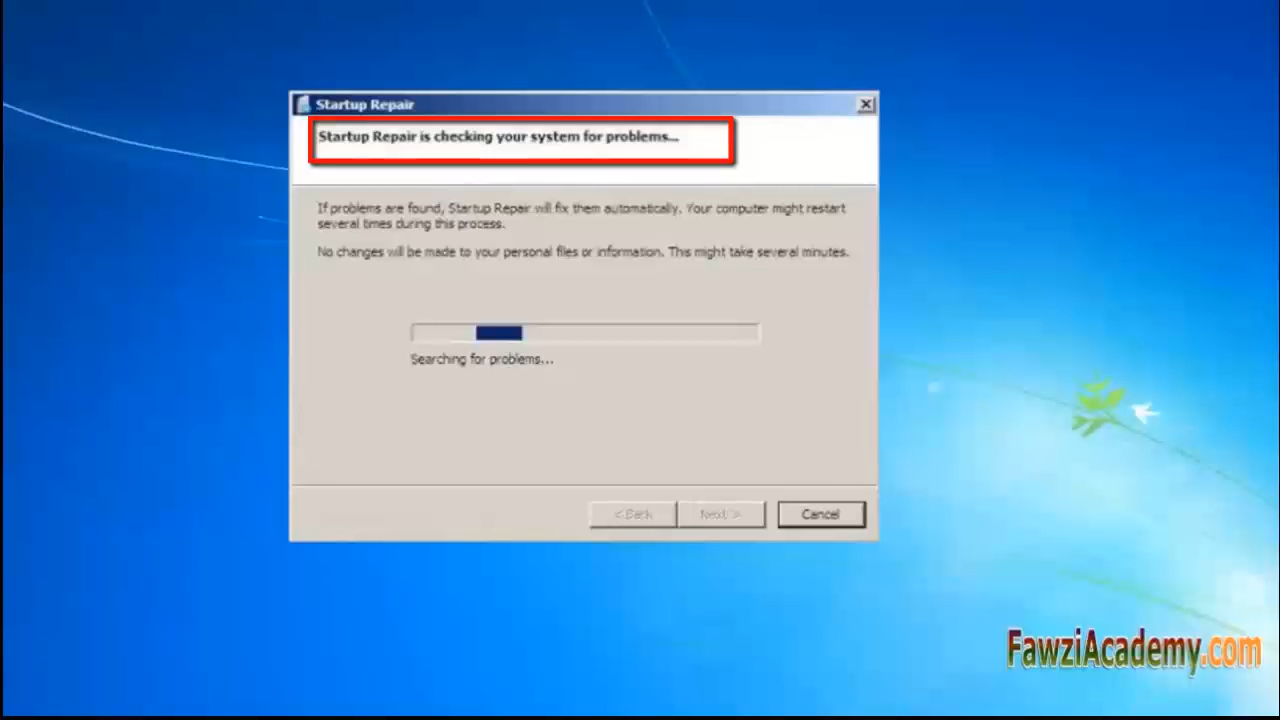 Startup Repair
Startup Repair is checking your system for problems...
If problems are found, Startup Repair will fix them automatically. Your computer might restart
several times during this process.
No changes will be made to your personal files or information. This might take several minutes.
Searching for problems...
< Back Next > Cancel
FawziAcademy.com